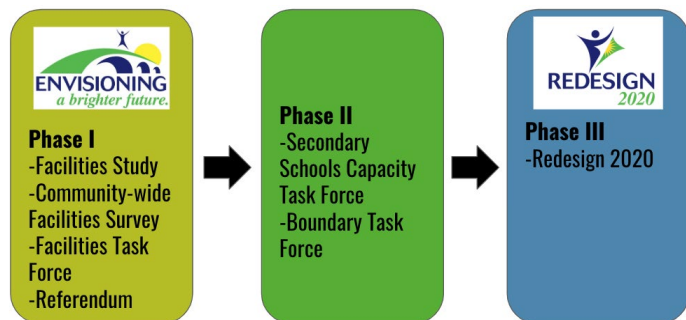 ENVISIONING
a brighter future.
Phase I
-Facilities Study
-Community-wide
Facilities Survey
-Facilities Task
Force
-Referendum
Phase II
-Secondary
Schools Capacity
Task Force
-Boundary Task
Force
REDESIGN
2020
Phase III
-Redesign 2020